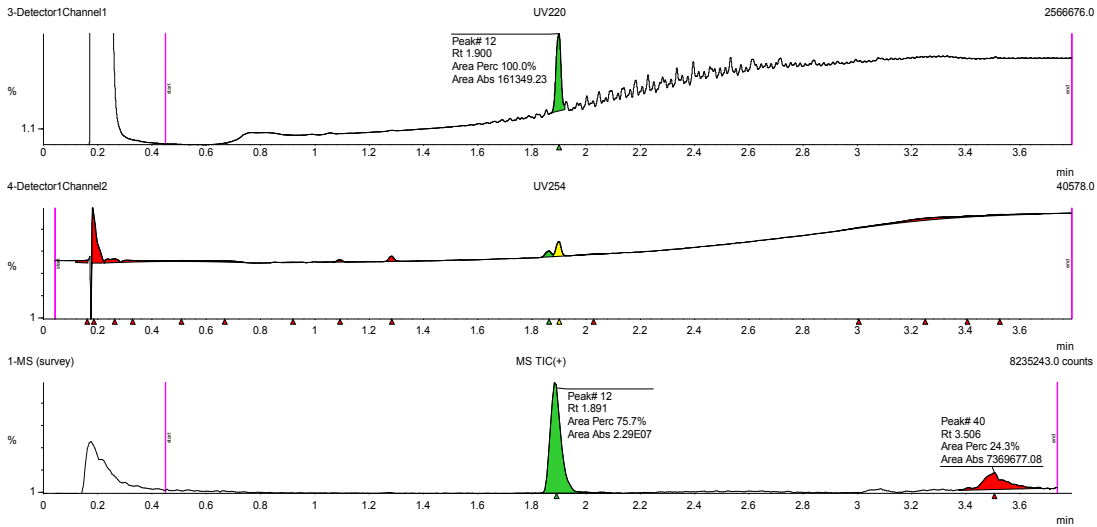 3-Detector1Channel1 UV220 2566676.0
Peak# 12
Rt 1.900
Area Perc 100.0%
Area Abs 161349.23
%
start
end
1.1
0 0.2 0.4 0.6 0.8 1 1.2 1.4 1.6 1.8 2 2.2 2.4 2.6 2.8 3 3.2 3.4 3.6
min
4-Detector1Channel2 UV254 40578.0
%
start
end
1
0 0.2 0.4 0.6 0.8 1 1.2 1.4 1.6 1.8 2 2.2 2.4 2.6 2.8 3 3.2 3.4 3.6
min
1-MS (survey) MS TIC(+) 8235243.0 counts
Peak# 12
Rt 1.891
Area Perc 75.7%
Area Abs 2.29E07
Peak# 40
Rt 3.506
Area Perc 24.3%
Area Abs 7369677.08
%
start
end
1
0 0.2 0.4 0.6 0.8 1 1.2 1.4 1.6 1.8 2 2.2 2.4 2.6 2.8 3 3.2 3.4 3.6
min